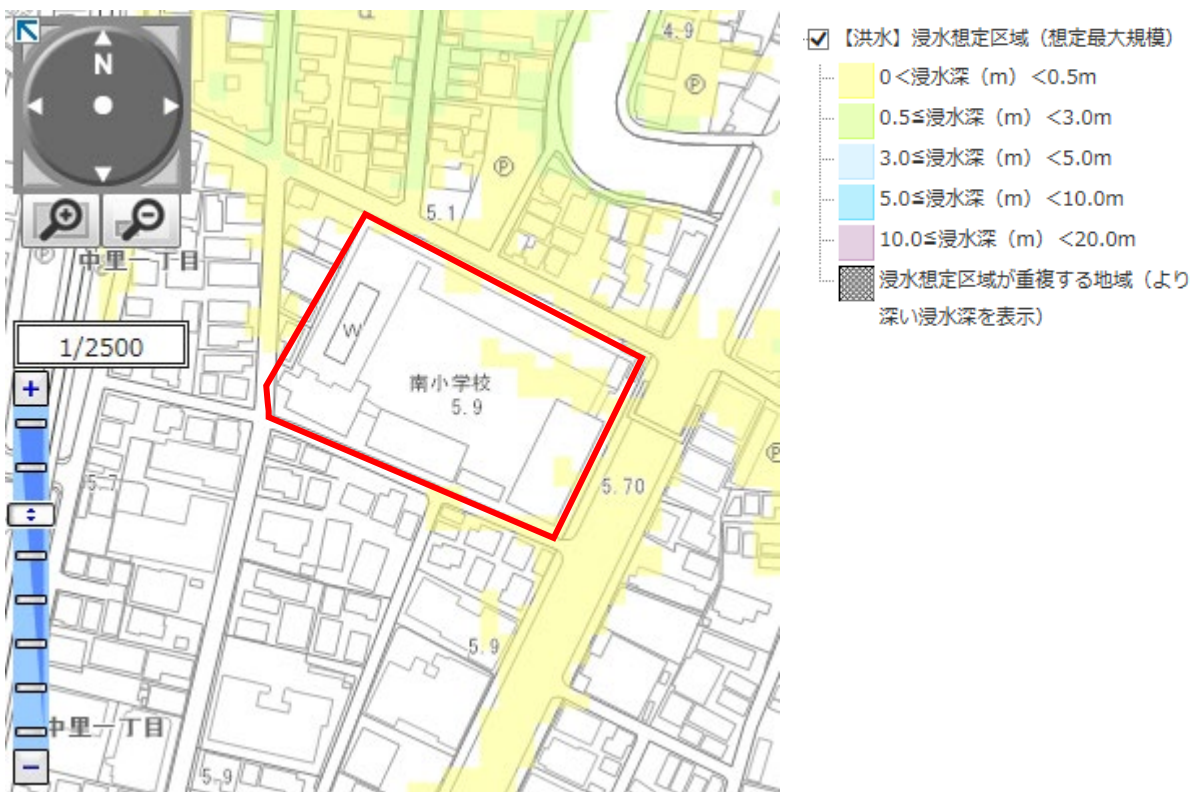 N
中里一丁目
1/2500
+
−
4.9
Ⓟ
Ⓟ
5.1
Ⓟ
W
南小学校
5.9
5.70
Ⓟ
5.7
5.9
中里一丁目
5.9
【洪水】浸水想定区域（想定最大規模）
0＜浸水深（m）＜0.5m
0.5≦浸水深（m）＜3.0m
3.0≦浸水深（m）＜5.0m
5.0≦浸水深（m）＜10.0m
10.0≦浸水深（m）＜20.0m
浸水想定区域が重複する地域（より
深い浸水深を表示）